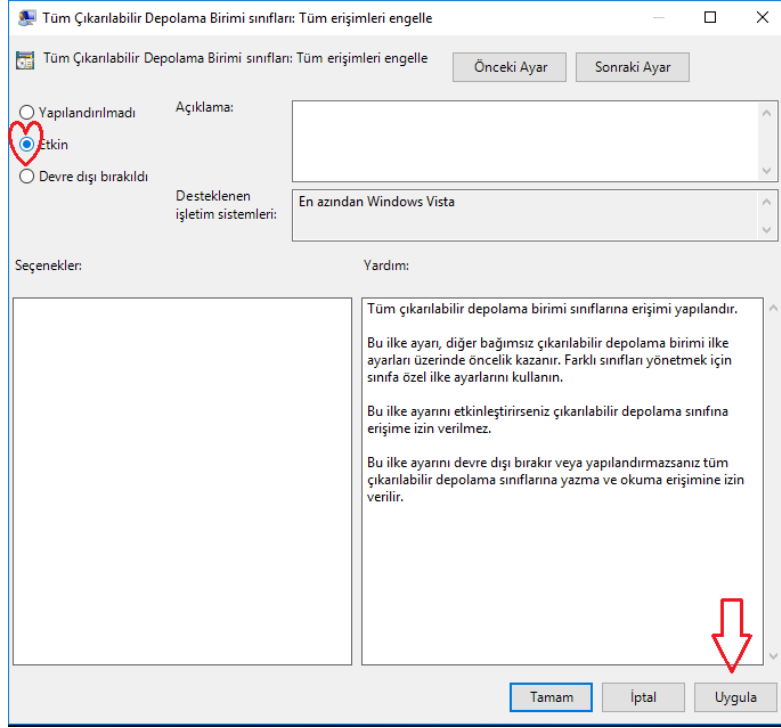 Tüm Çıkarılabilir Depolama Birimi sınıfları: Tüm erişimleri engelle
Tüm Çıkarılabilir Depolama Birimi sınıfları: Tüm erişimleri engelle
Önceki Ayar
Sonraki Ayar
Yapılandırılmadı
Etkin
Devre dışı bırakıldı
Açıklama:
Desteklenen
işletim sistemleri:
En azından Windows Vista
Seçenekler:
Yardım:
Tüm çıkarılabilir depolama birimi sınıflarına erişimi yapılandır.
Bu ilke ayarı, diğer bağımsız çıkarılabilir depolama birimi ilke
ayarları üzerinde öncelik kazanır. Farklı sınıfları yönetmek için
sınıfa özel ilke ayarlarını kullanın.
Bu ilke ayarını etkinleştirirseniz çıkarılabilir depolama sınıfına
erişime izin verilmez.
Bu ilke ayarını devre dışı bırakır veya yapılandırmazsanız tüm
çıkarılabilir depolama sınıflarına yazma ve okuma erişimine izin
verilir.
Tamam
İptal
Uygula